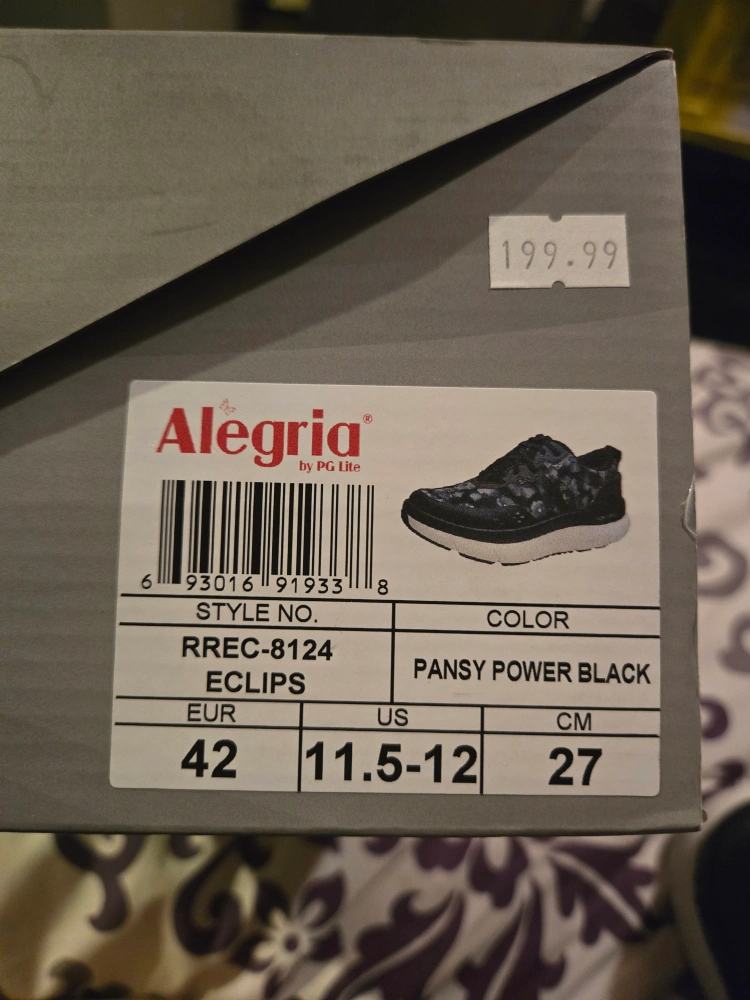 199.99
Alegria®
by PG Lite
6 93016 91933 8
STYLE NO.
COLOR
RREC-8124
ECLIPS
PANSY POWER BLACK
EUR
US
CM
42
11.5-12
27